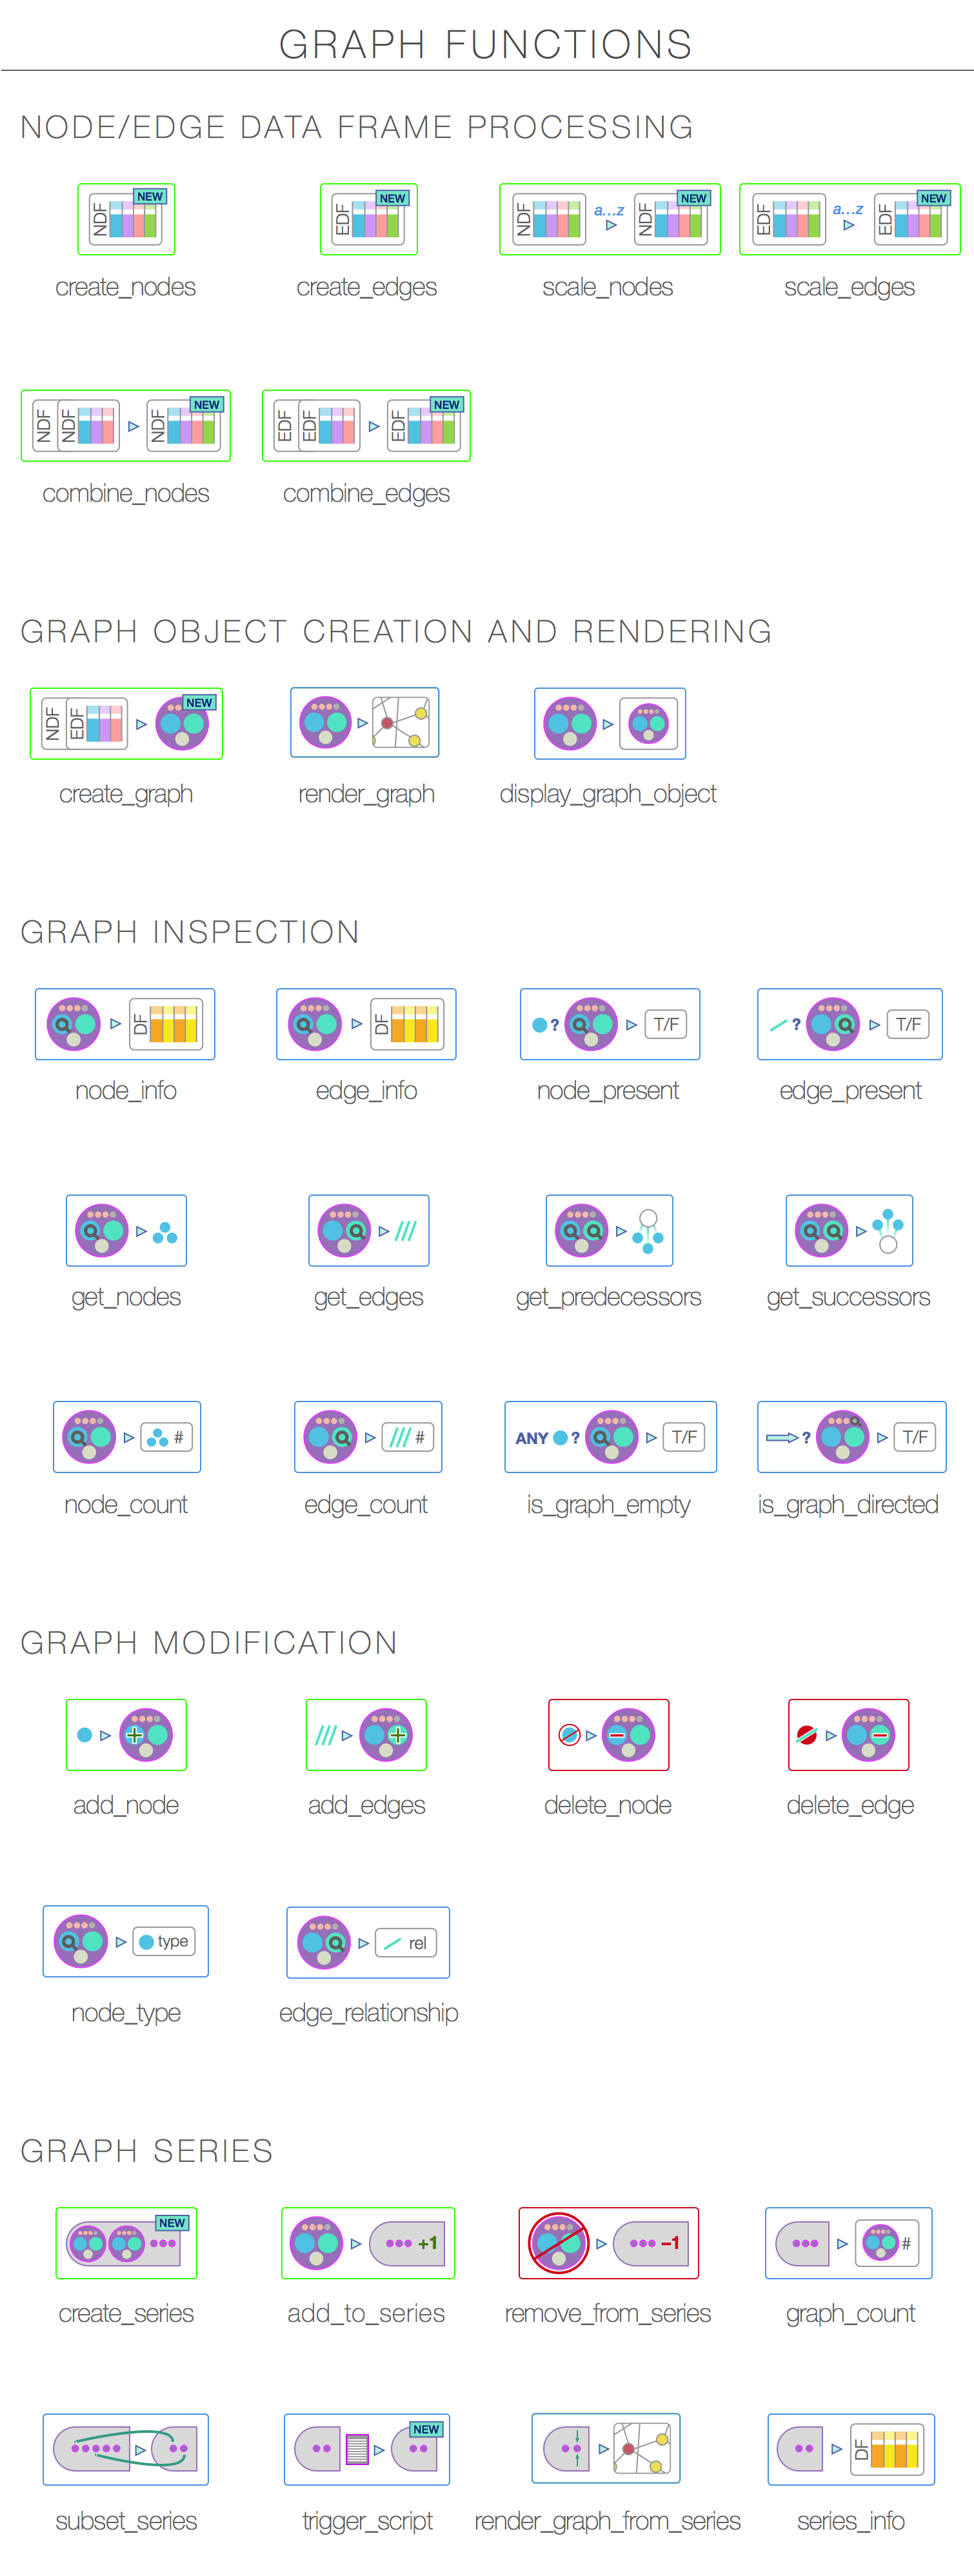 GRAPH FUNCTIONS
NODE/EDGE DATA FRAME PROCESSING
NDF NEW
EDF NEW
NDF a...z NDF NEW
EDF a...z EDF NEW
create_nodes create_edges scale_nodes scale_edges
NDF NDF NDF NEW
EDF EDF EDF NEW
combine_nodes combine_edges
GRAPH OBJECT CREATION AND RENDERING
NDF EDF NEW
create_graph render_graph display_graph_object
GRAPH INSPECTION
DF
DF
? T/F
? T/F
node_info edge_info node_present edge_present
get_nodes get_edges get_predecessors get_successors
#
#
ANY ? T/F
? T/F
node_count edge_count is_graph_empty is_graph_directed
GRAPH MODIFICATION
add_node add_edges delete_node delete_edge
type
rel
node_type edge_relationship
GRAPH SERIES
NEW
+1
−1
#
create_series add_to_series remove_from_series graph_count
NEW
DF
subset_series trigger_script render_graph_from_series series_info